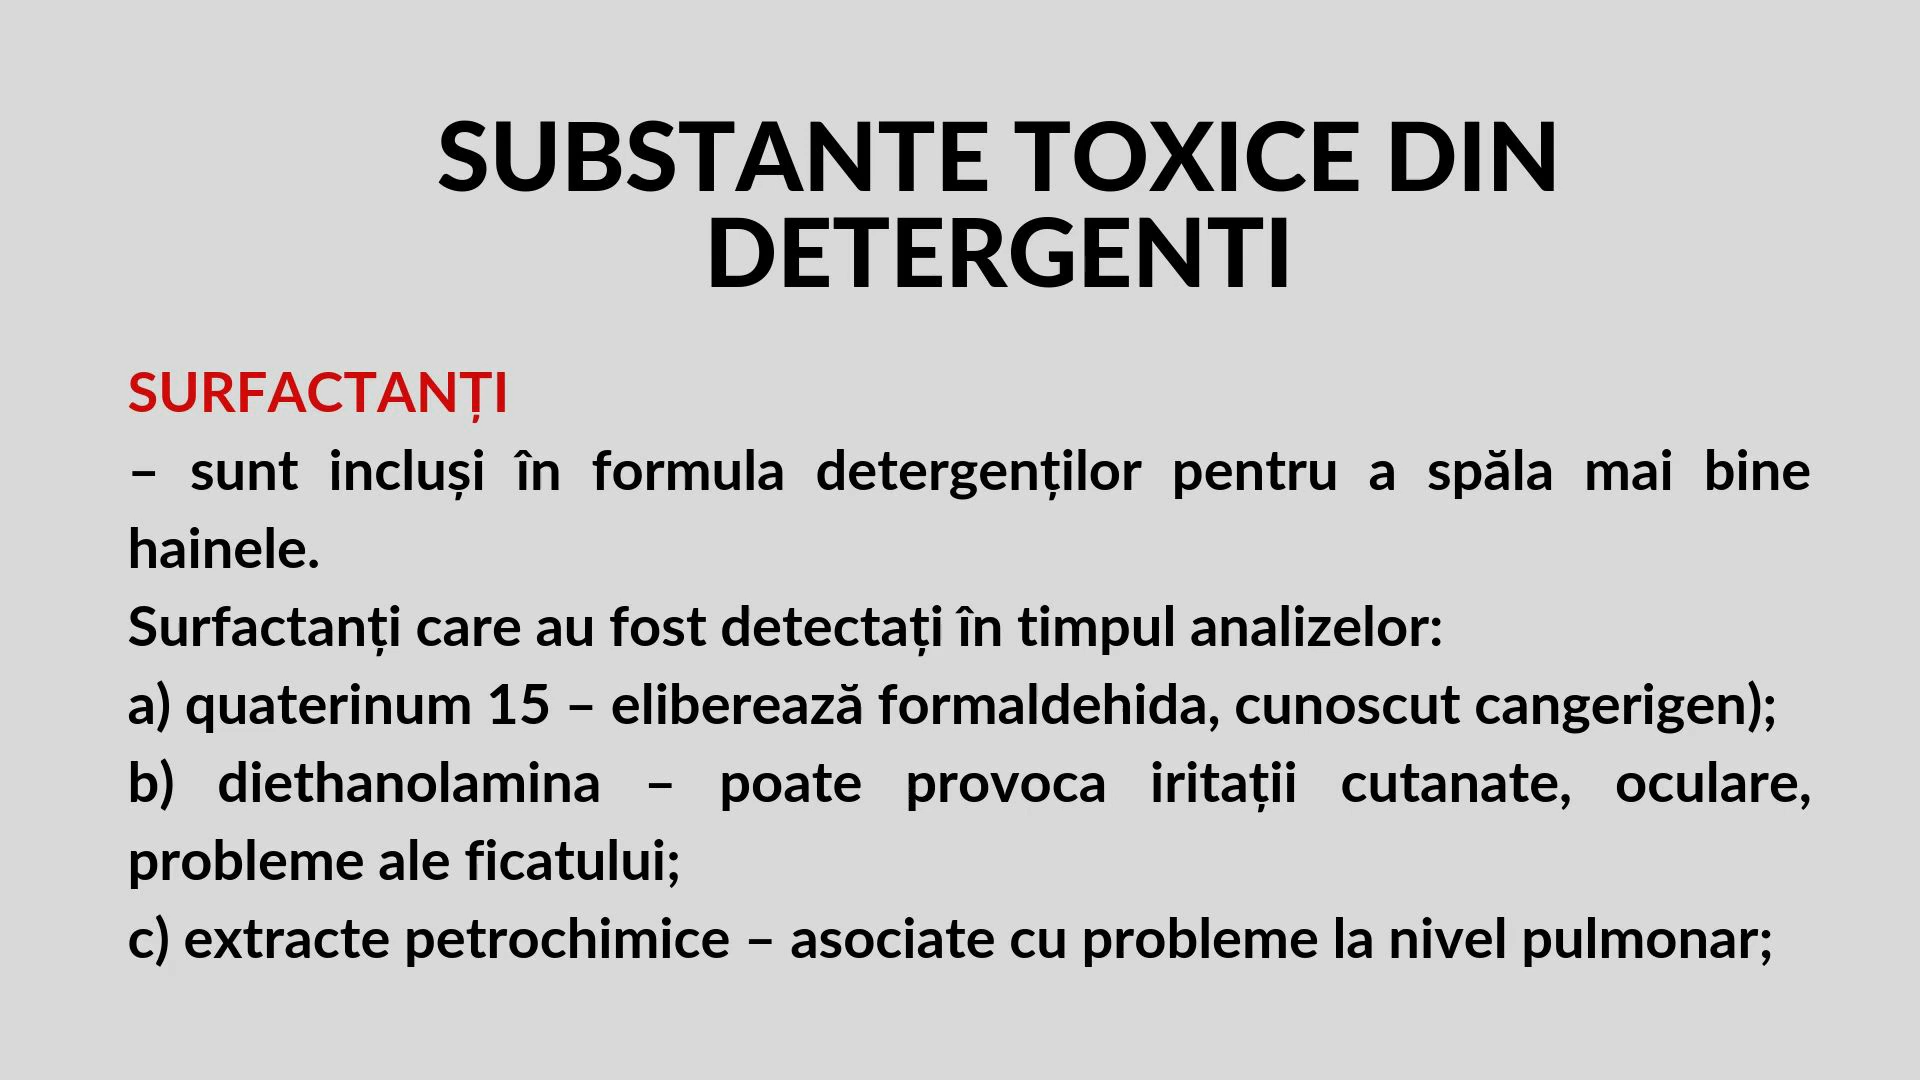 SUBSTANTE TOXICE DIN
DETERGENTI
SURFACTANȚI
– sunt incluși în formula detergenților pentru a spăla mai bine
hainele.
Surfactanți care au fost detectați în timpul analizelor:
a) quaterinum 15 – eliberează formaldehida, cunoscut cangerigen);
b) diethanolamina – poate provoca iritații cutanate, oculare,
probleme ale ficatului;
c) extracte petrochimice – asociate cu probleme la nivel pulmonar;